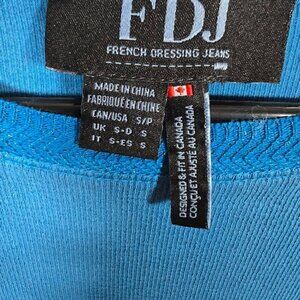 FDJ
FRENCH DRESSING JEANS
MADE IN CHINA
FABRIQUÉ EN CHINE
CAN/USA S/P
UK S-D S
IT S-ES S
DESIGNED & FIT IN CANADA
CONÇU ET AJUSTÉ AU CANADA